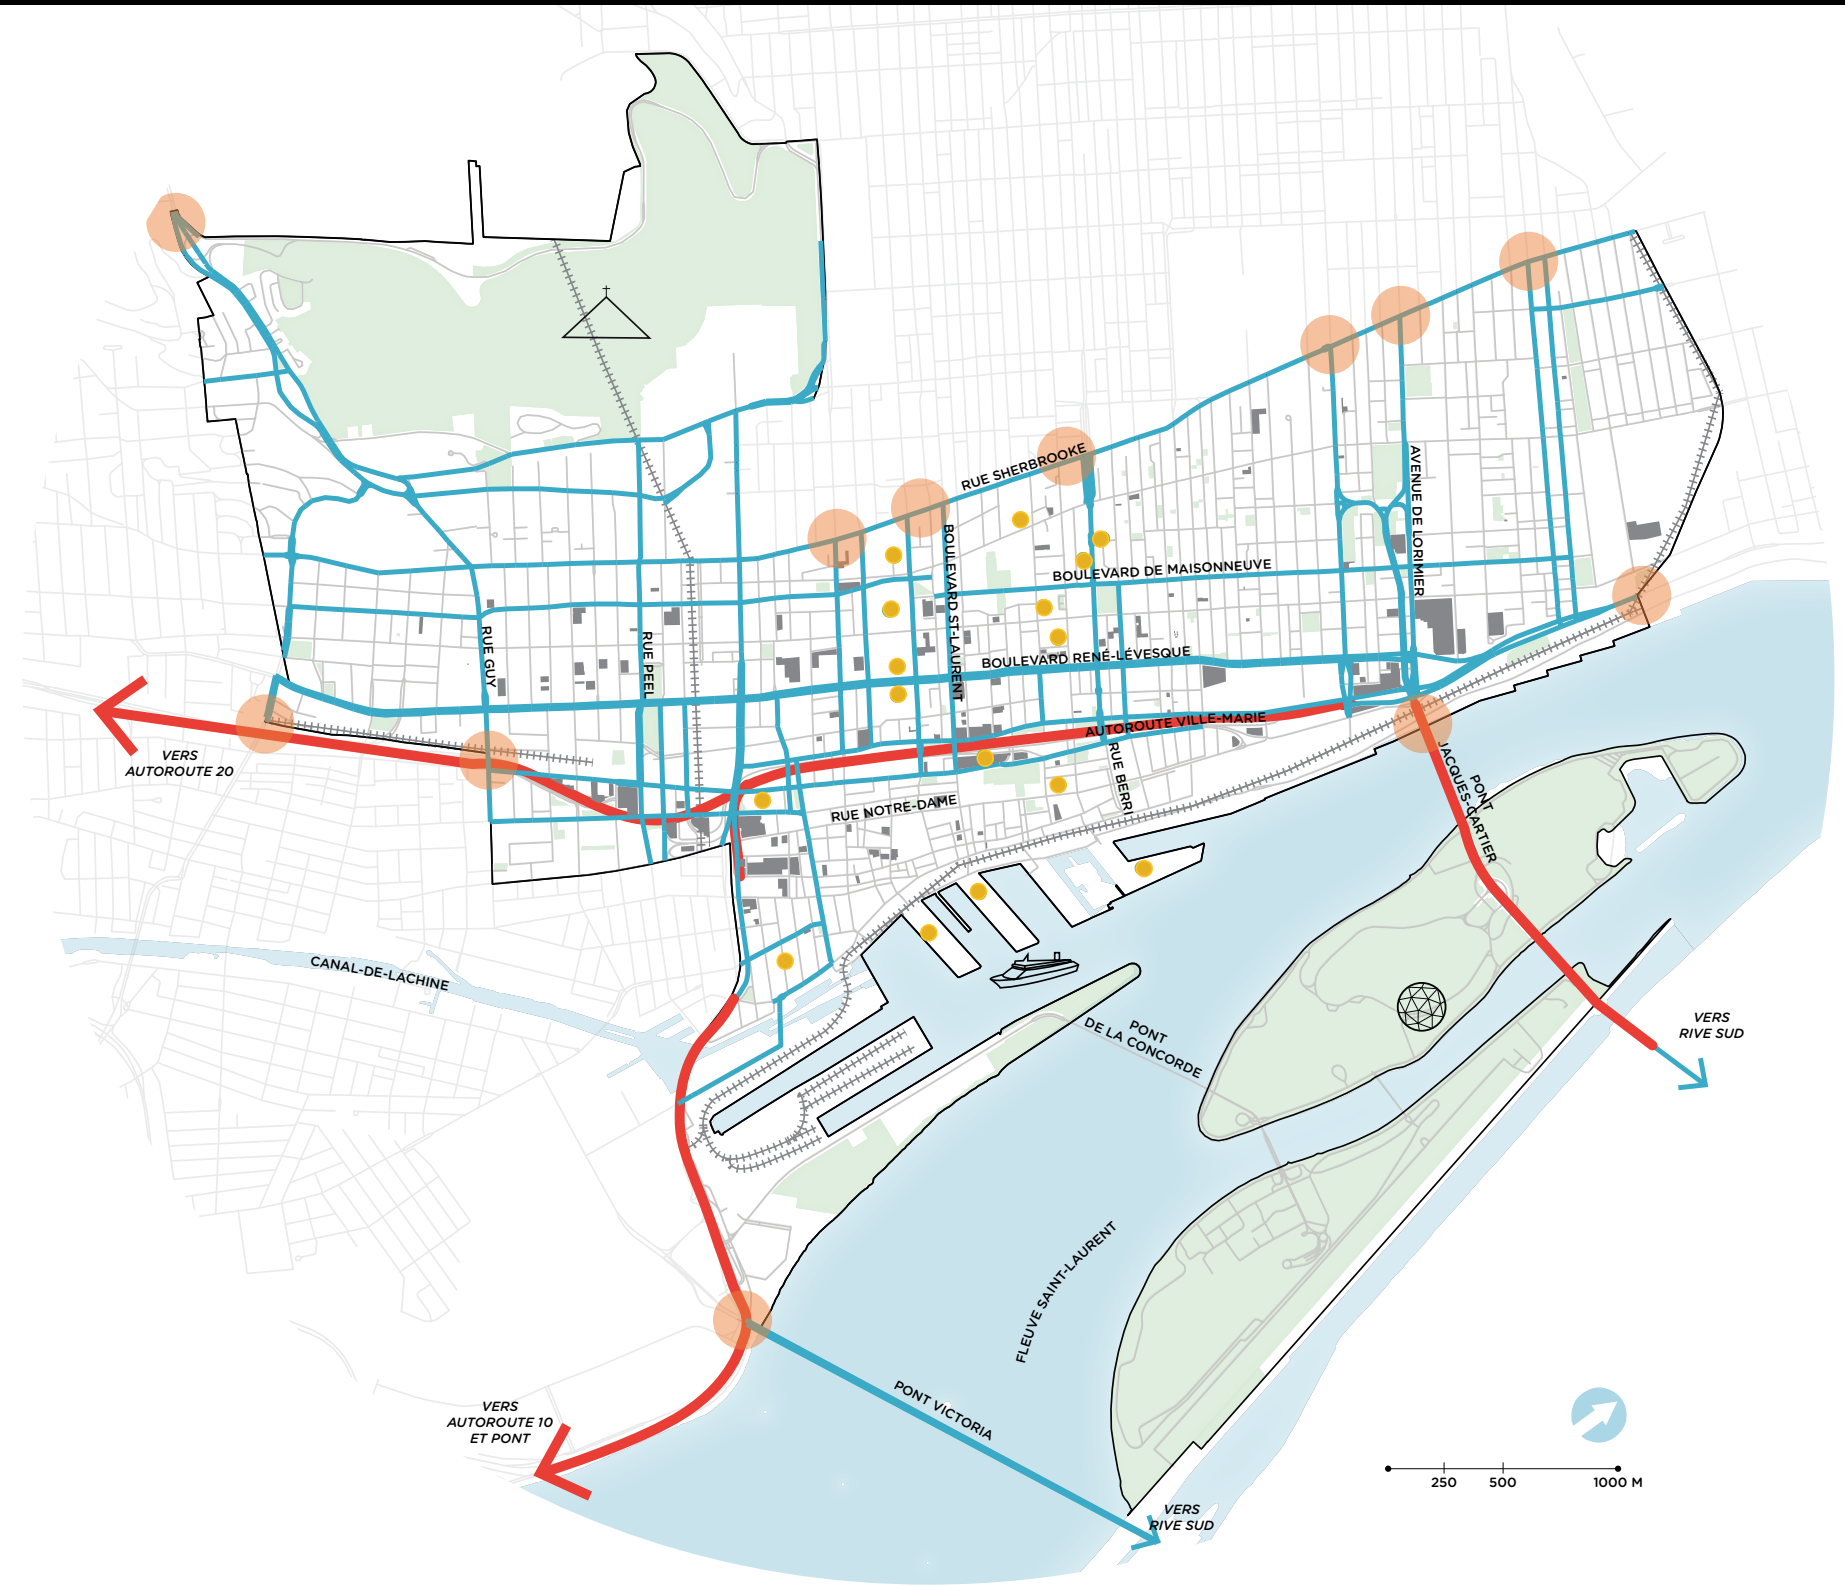 RUE SHERBROOKE
AVENUE DE LORIMIER
BOULEVARD ST-LAURENT
BOULEVARD DE MAISONNEUVE
RUE GUY
RUE PEEL
BOULEVARD RENÉ-LÉVESQUE
AUTOROUTE VILLE-MARIE
VERS
AUTOROUTE 20
RUE BERRI
PONT
JACQUES-CARTIER
RUE NOTRE-DAME
CANAL-DE-LACHINE
PONT
DE LA CONCORDE
VERS
RIVE SUD
FLEUVE SAINT-LAURENT
PONT VICTORIA
VERS
AUTOROUTE 10
ET PONT
250 500 1000 M
VERS
RIVE SUD